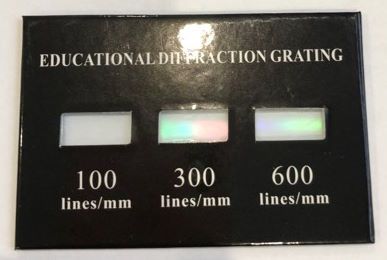 EDUCATIONAL DIFFRACTION GRATING
100 300 600
lines/mm lines/mm lines/mm